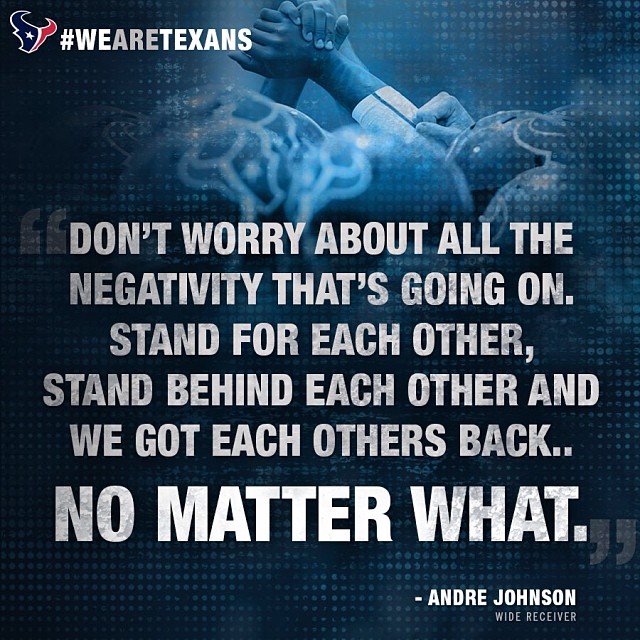 #WEARETEXANS
“DON’T WORRY ABOUT ALL THE
NEGATIVITY THAT’S GOING ON.
STAND FOR EACH OTHER,
STAND BEHIND EACH OTHER AND
WE GOT EACH OTHERS BACK..
NO MATTER WHAT.”
- ANDRE JOHNSON
WIDE RECEIVER